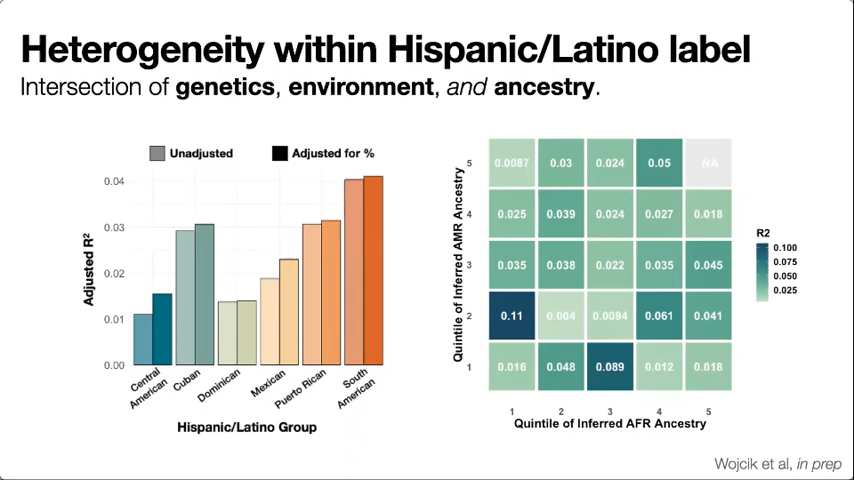 Heterogeneity within Hispanic/Latino label
Intersection of genetics, environment, and ancestry.
Unadjusted
Adjusted for %
Adjusted R²
0.04
0.03
0.02
0.01
0.00
Central American
Cuban
Dominican
Mexican
Puerto Rican
South American
Hispanic/Latino Group
Quintile of Inferred AMR Ancestry
5 0.0087 0.03 0.024 0.05 NA
4 0.025 0.039 0.024 0.027 0.018
3 0.035 0.038 0.022 0.035 0.045
2 0.11 0.004 0.0094 0.061 0.041
1 0.016 0.048 0.089 0.012 0.018
1 2 3 4 5
Quintile of Inferred AFR Ancestry
R2
0.100
0.075
0.050
0.025
Wojcik et al, in prep